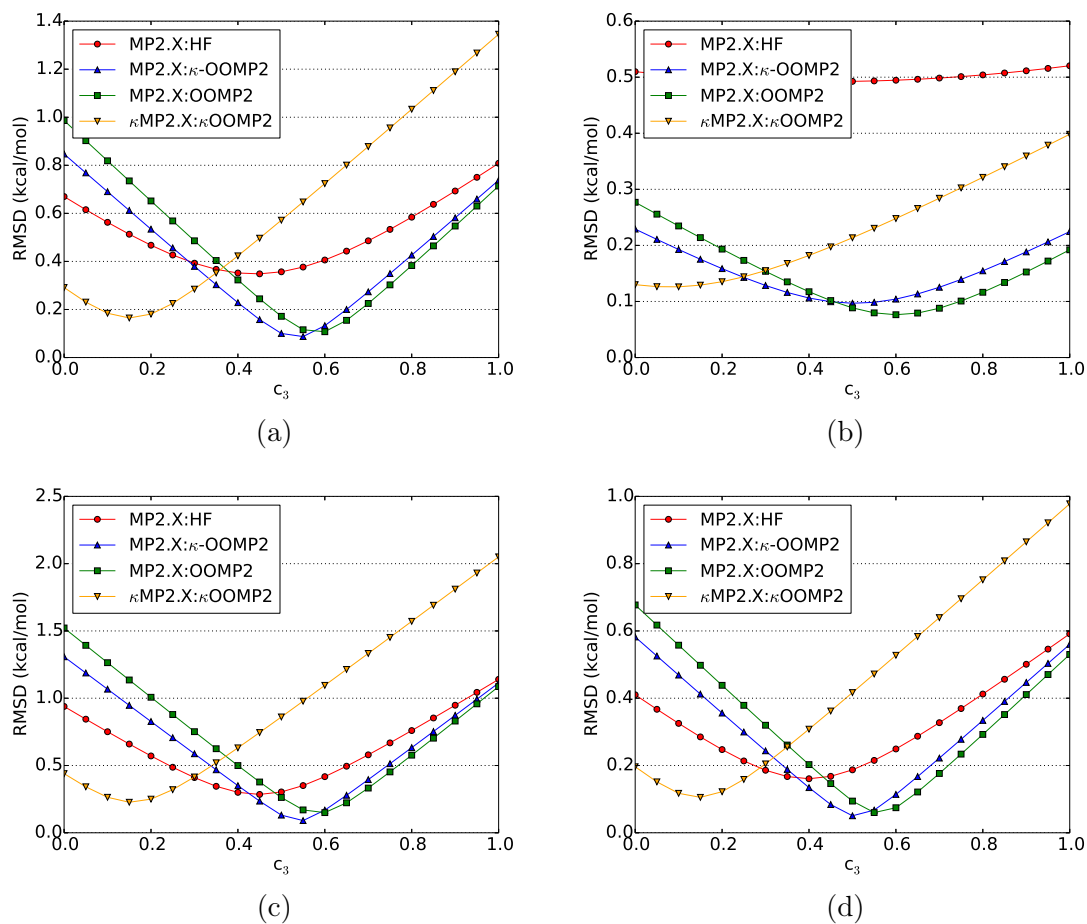 1.4
1.2
1.0
0.8
0.6
0.4
0.2
0.0
RMSD (kcal/mol)
MP2.X:HF
MP2.X:κ-OOMP2
MP2.X:OOMP2
κMP2.X:κOOMP2
0.0 0.2 0.4 0.6 0.8 1.0
c₃
(a)
0.6
0.5
0.4
0.3
0.2
0.1
0.0
RMSD (kcal/mol)
MP2.X:HF
MP2.X:κ-OOMP2
MP2.X:OOMP2
κMP2.X:κOOMP2
0.0 0.2 0.4 0.6 0.8 1.0
c₃
(b)
2.5
2.0
1.5
1.0
0.5
0.0
RMSD (kcal/mol)
MP2.X:HF
MP2.X:κ-OOMP2
MP2.X:OOMP2
κMP2.X:κOOMP2
0.0 0.2 0.4 0.6 0.8 1.0
c₃
(c)
1.0
0.8
0.6
0.4
0.2
0.0
RMSD (kcal/mol)
MP2.X:HF
MP2.X:κ-OOMP2
MP2.X:OOMP2
κMP2.X:κOOMP2
0.0 0.2 0.4 0.6 0.8 1.0
c₃
(d)